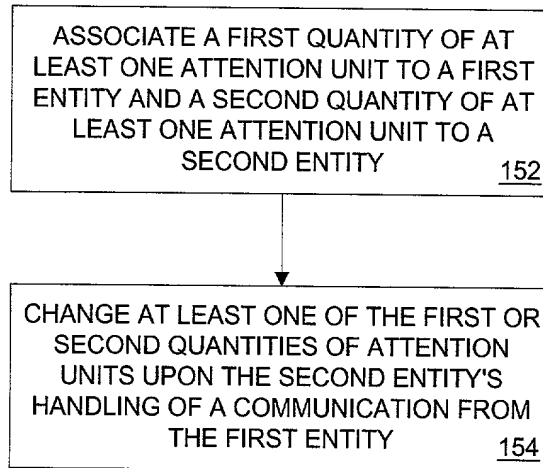 ASSOCIATE A FIRST QUANTITY OF AT
LEAST ONE ATTENTION UNIT TO A FIRST
ENTITY AND A SECOND QUANTITY OF AT
LEAST ONE ATTENTION UNIT TO A
SECOND ENTITY
152
CHANGE AT LEAST ONE OF THE FIRST OR
SECOND QUANTITIES OF ATTENTION
UNITS UPON THE SECOND ENTITY'S
HANDLING OF A COMMUNICATION FROM
THE FIRST ENTITY
154